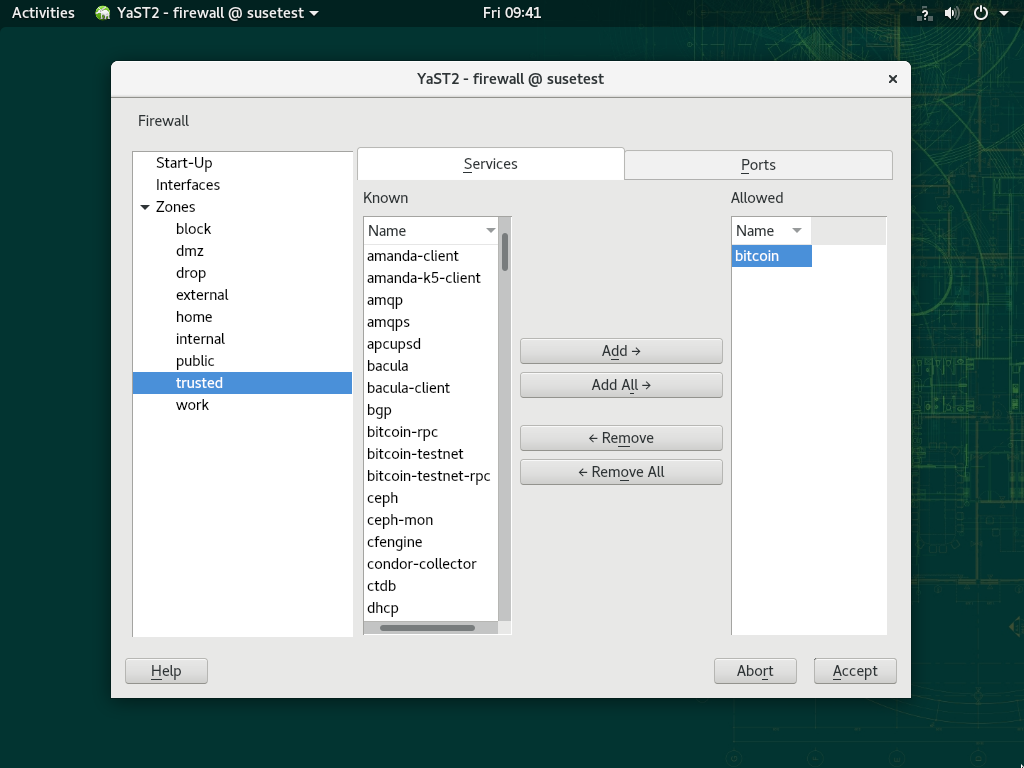 Activities YaST2 - firewall @ susetest Fri 09:41 ?
YaST2 - firewall @ susetest ×
Firewall
Start-Up
Interfaces
Zones
block
dmz
drop
external
home
internal
public
trusted
work
Services Ports
Known
Name
amanda-client
amanda-k5-client
amqp
amqps
apcupsd
bacula
bacula-client
bgp
bitcoin-rpc
bitcoin-testnet
bitcoin-testnet-rpc
ceph
ceph-mon
cfengine
condor-collector
ctdb
dhcp
Add →
Add All →
← Remove
← Remove All
Allowed
Name
bitcoin
Help Abort Accept